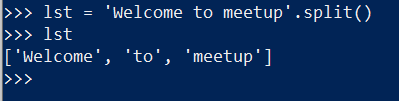 >>> lst = 'Welcome to meetup'.split()
>>> lst
['Welcome', 'to', 'meetup']
>>>